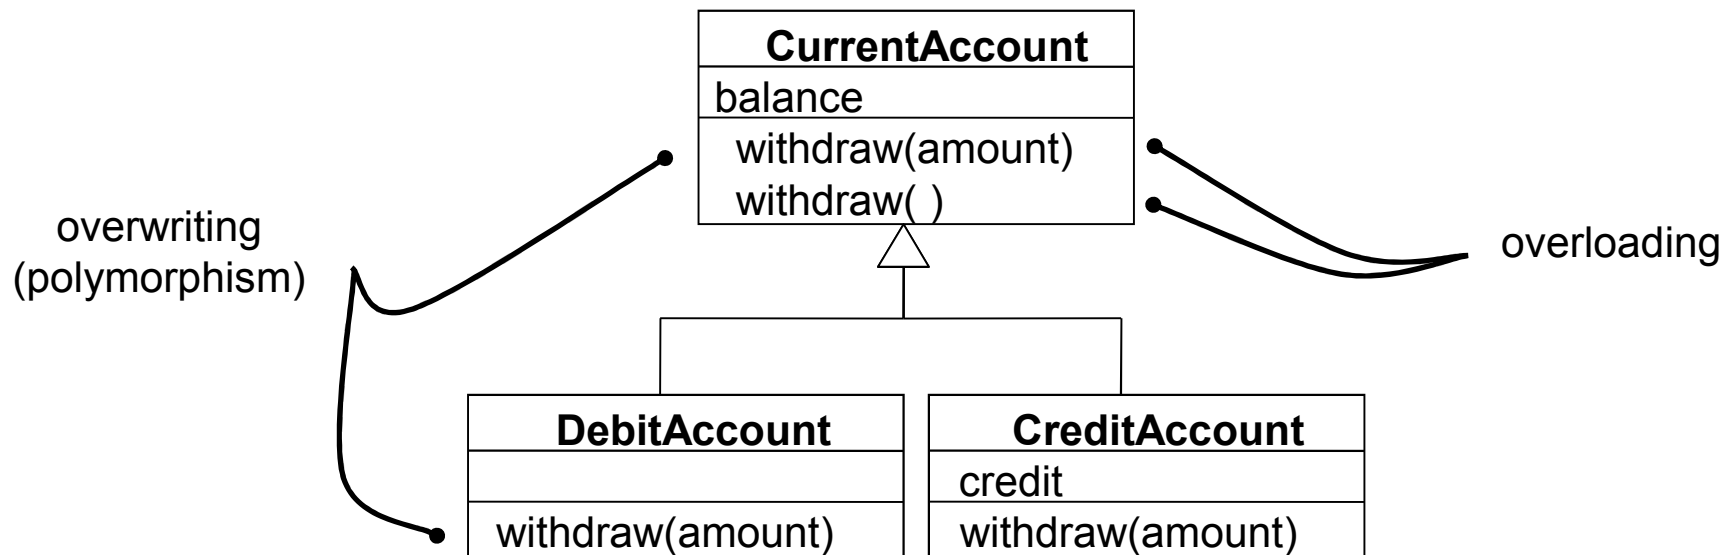 CurrentAccount
balance
withdraw(amount)
withdraw( )
overwriting
(polymorphism)
overloading
DebitAccount
withdraw(amount)
CreditAccount
credit
withdraw(amount)